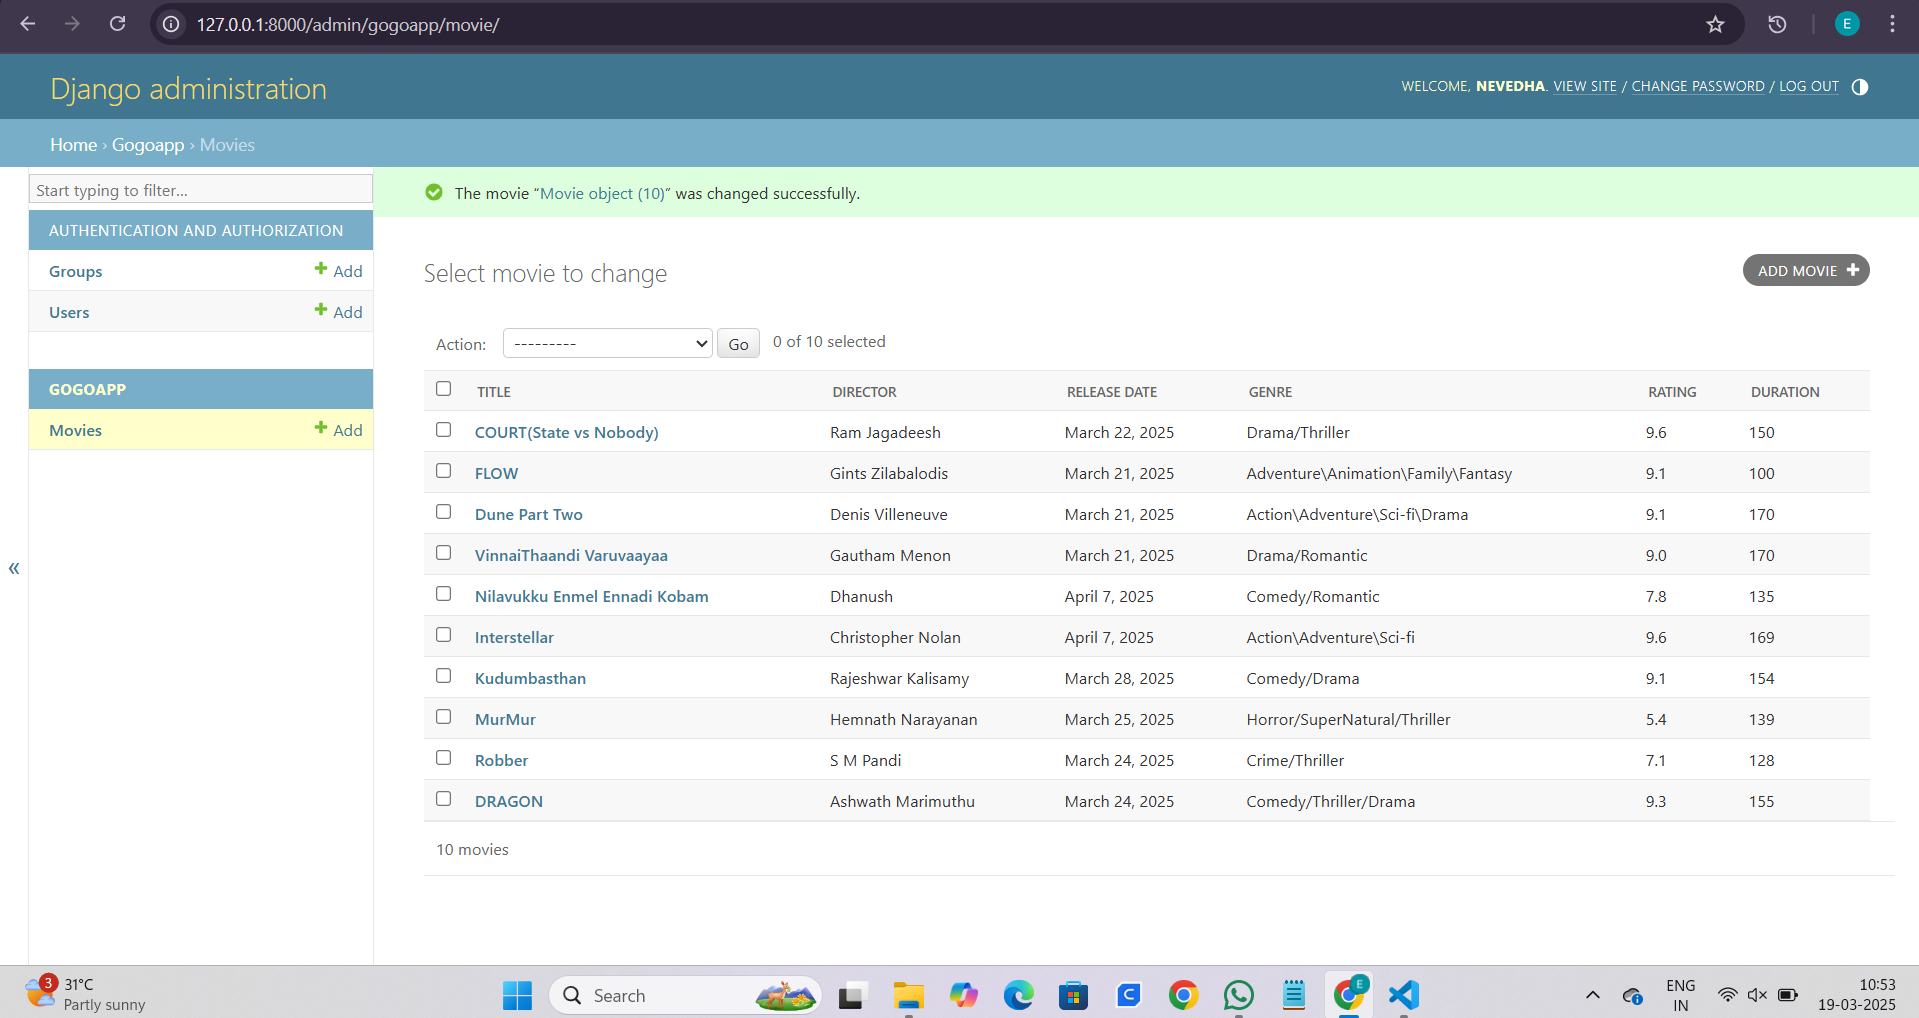 127.0.0.1:8000/admin/gogoapp/movie/
E
Django administration
WELCOME, NEVEDHA. VIEW SITE / CHANGE PASSWORD / LOG OUT
Home › Gogoapp › Movies
Start typing to filter...
The movie “Movie object (10)” was changed successfully.
AUTHENTICATION AND AUTHORIZATION
Groups + Add
Users + Add
GOGOAPP
Movies + Add
«
Select movie to change
ADD MOVIE +
Action: --------- Go 0 of 10 selected
TITLE DIRECTOR RELEASE DATE GENRE RATING DURATION
COURT(State vs Nobody) Ram Jagadeesh March 22, 2025 Drama/Thriller 9.6 150
FLOW Gints Zilabalodis March 21, 2025 Adventure\Animation\Family\Fantasy 9.1 100
Dune Part Two Denis Villeneuve March 21, 2025 Action\Adventure\Sci-fi\Drama 9.1 170
VinnaiThaandi Varuvaayaa Gautham Menon March 21, 2025 Drama/Romantic 9.0 170
Nilavukku Enmel Ennadi Kobam Dhanush April 7, 2025 Comedy/Romantic 7.8 135
Interstellar Christopher Nolan April 7, 2025 Action\Adventure\Sci-fi 9.6 169
Kudumbasthan Rajeshwar Kalisamy March 28, 2025 Comedy/Drama 9.1 154
MurMur Hemnath Narayanan March 25, 2025 Horror/SuperNatural/Thriller 5.4 139
Robber S M Pandi March 24, 2025 Crime/Thriller 7.1 128
DRAGON Ashwath Marimuthu March 24, 2025 Comedy/Thriller/Drama 9.3 155
10 movies
3
31°C
Partly sunny
Search
C
E
ENG
IN
10:53
19-03-2025